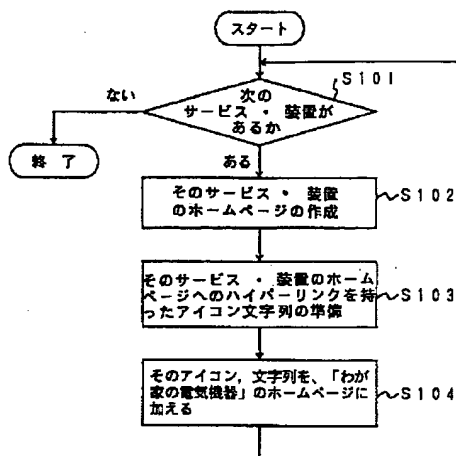 スタート
S101
次の
サービス・装置が
あるか
ない
終了
ある
そのサービス・装置
のホームページの作成
S102
そのサービス・装置のホーム
ページへのハイパーリンクを持
ったアイコン文字列の準備
S103
そのアイコン,文字列を、「わが
家の電気機器」のホームページに
加える
S104